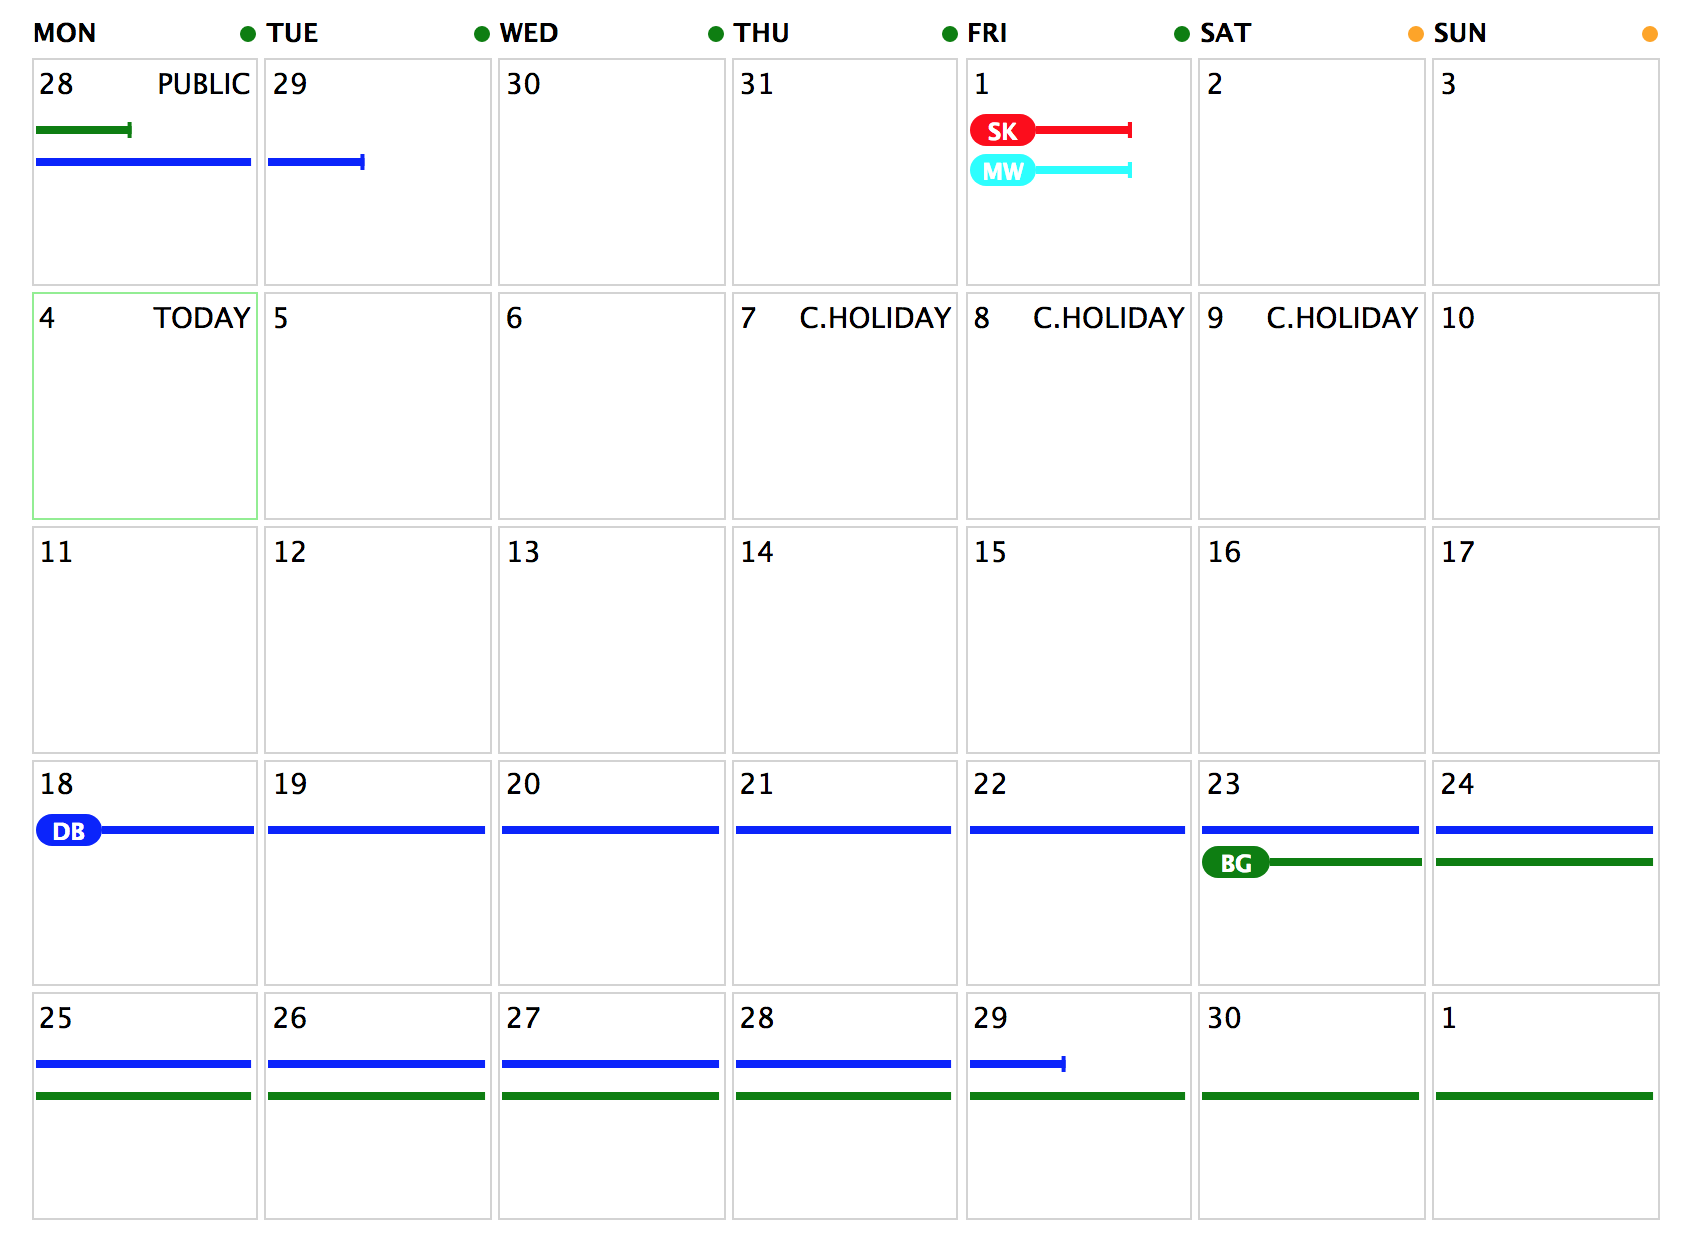 MON TUE WED THU FRI SAT SUN
28 PUBLIC 29 30 31 1 2 3
SK
MW
4 TODAY 5 6 7 C.HOLIDAY 8 C.HOLIDAY 9 C.HOLIDAY 10
11 12 13 14 15 16 17
18 19 20 21 22 23 24
DB
BG
25 26 27 28 29 30 1